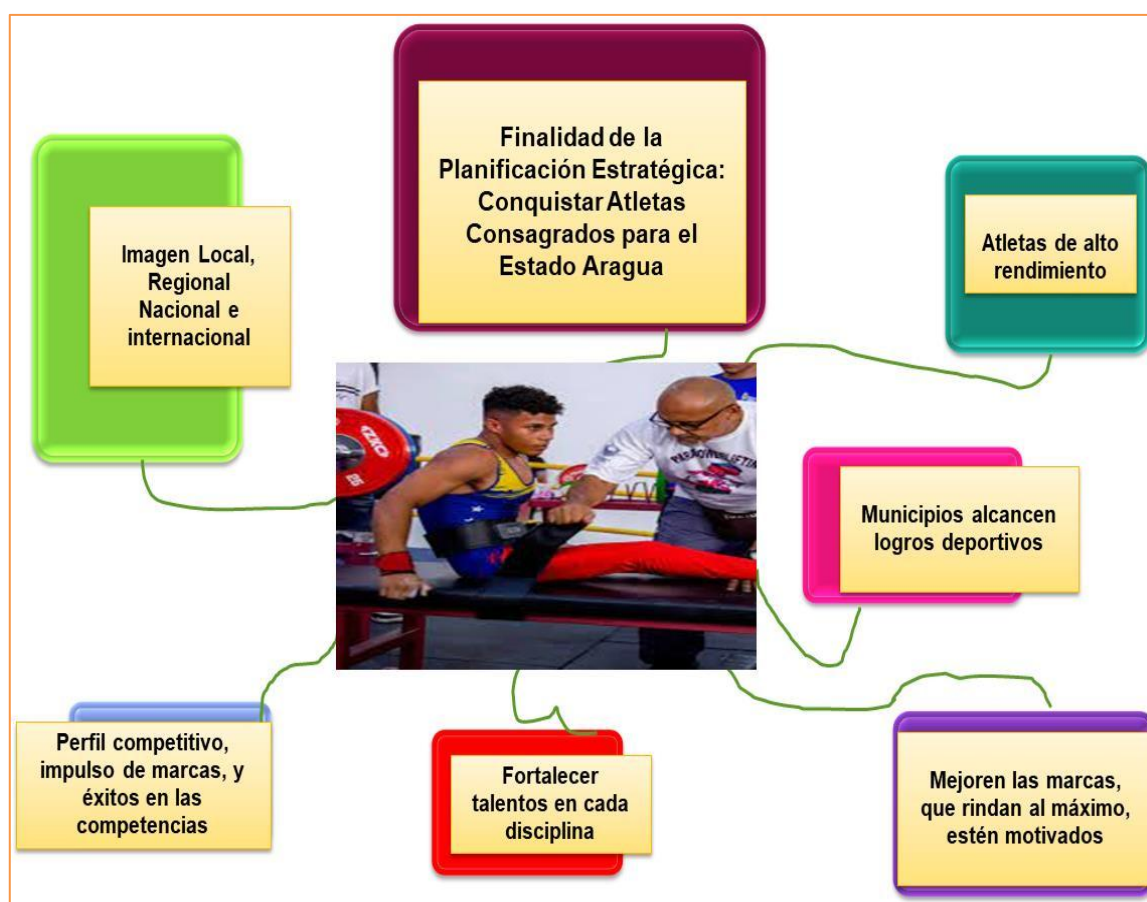 Finalidad de la
Planificación Estratégica:
Conquistar Atletas
Consagrados para el
Estado Aragua
Imagen Local,
Regional
Nacional e
internacional
Atletas de alto
rendimiento
Municipios alcancen
logros deportivos
Perfil competitivo,
impulso de marcas, y
éxitos en las
competencias
Fortalecer
talentos en cada
disciplina
Mejoren las marcas,
que rindan al máximo,
estén motivados